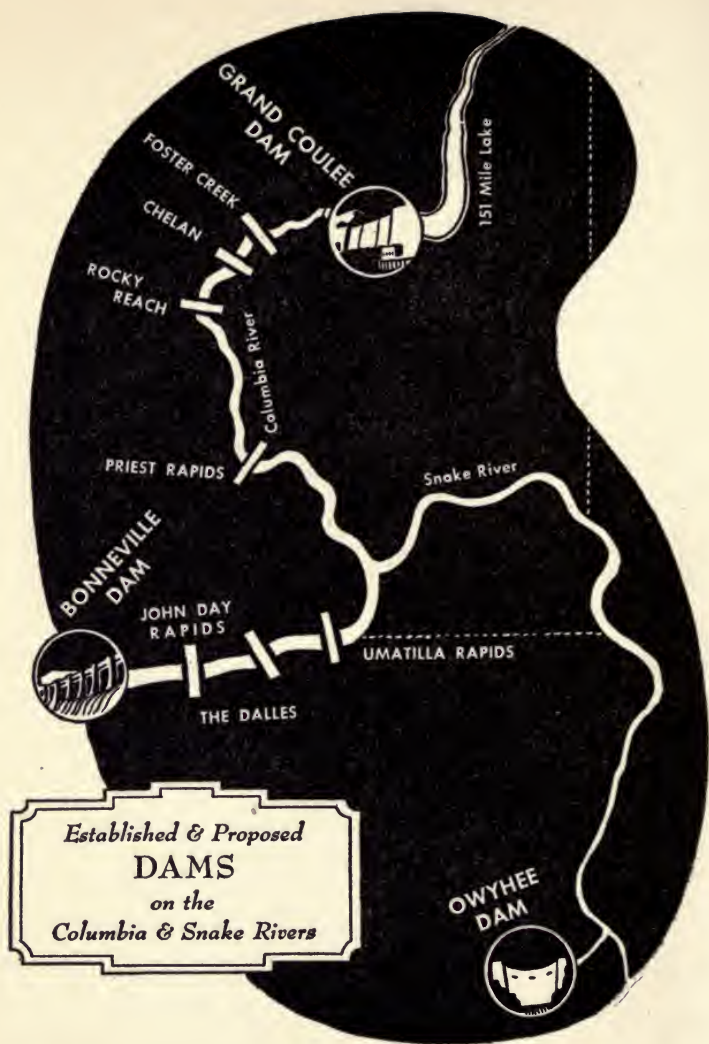 GRAND COULEE
DAM
FOSTER CREEK
CHELAN
ROCKY
REACH
151 Mile Lake
Columbia River
PRIEST RAPIDS
Snake River
BONNEVILLE
DAM
JOHN DAY
RAPIDS
UMATILLA RAPIDS
THE DALLES
Established & Proposed
DAMS
on the
Columbia & Snake Rivers
OWYHEE
DAM